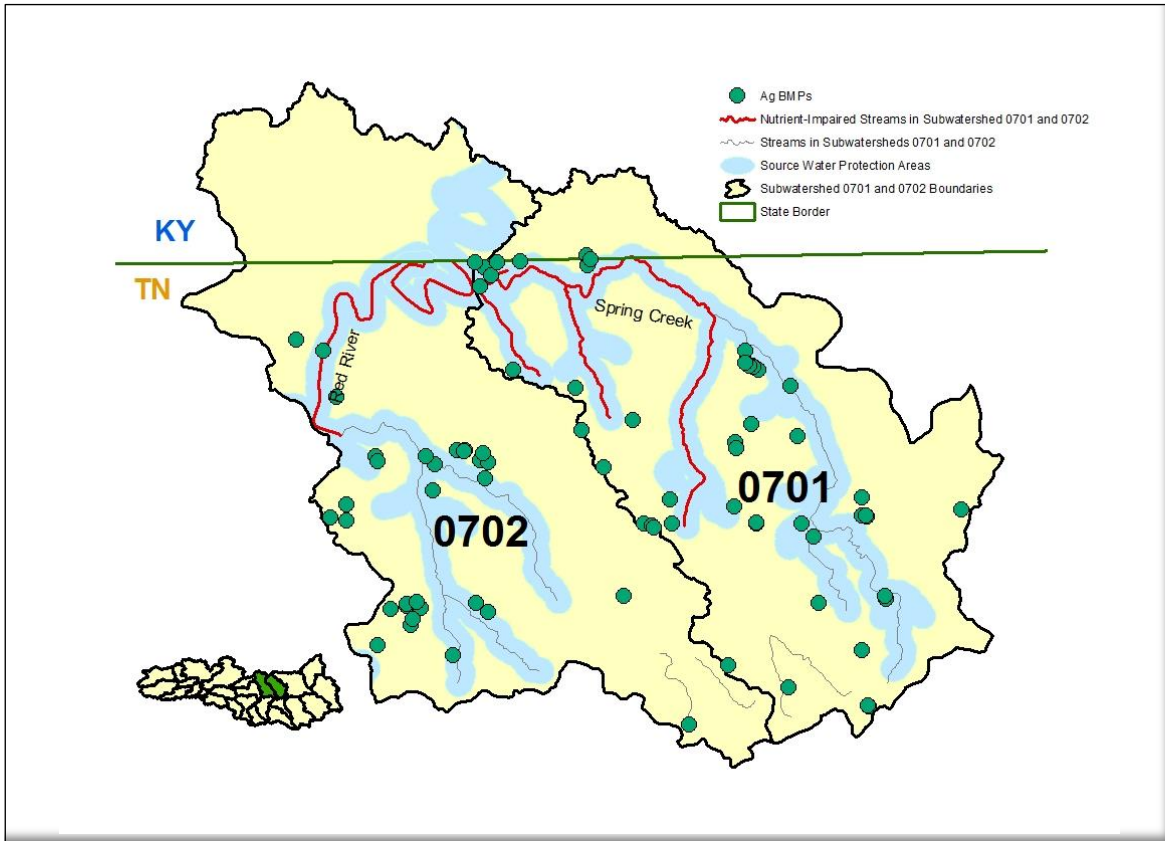 Ag BMPs
Nutrient-Impaired Streams in Subwatershed 0701 and 0702
Streams in Subwatersheds 0701 and 0702
Source Water Protection Areas
Subwatershed 0701 and 0702 Boundaries
State Border
KY
TN
Spring Creek
Red River
0701
0702